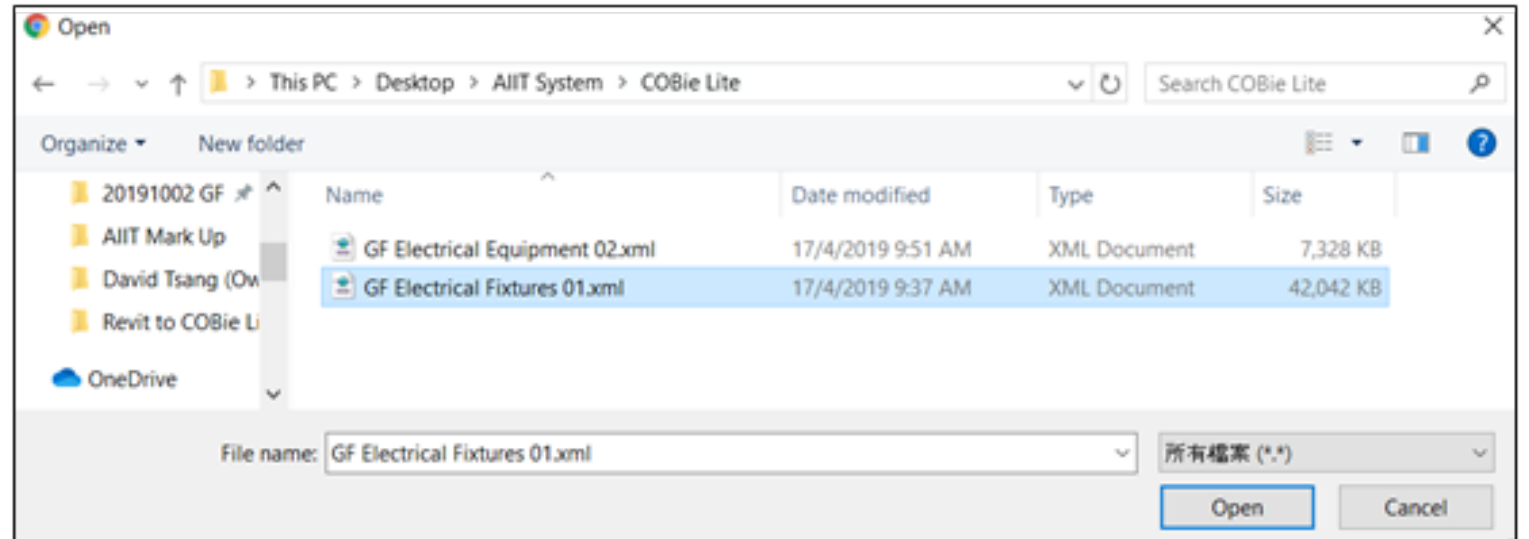 Open
> This PC > Desktop > AIIT System > COBie Lite
Search COBie Lite
Organize New folder
20191002 GF
AIIT Mark Up
David Tsang (Ow
Revit to COBie Li
OneDrive
Name Date modified Type Size
GF Electrical Equipment 02.xml 17/4/2019 9:51 AM XML Document 7,328 KB
GF Electrical Fixtures 01.xml 17/4/2019 9:37 AM XML Document 42,042 KB
File name: GF Electrical Fixtures 01.xml 所有檔案 (*.*)
Open Cancel